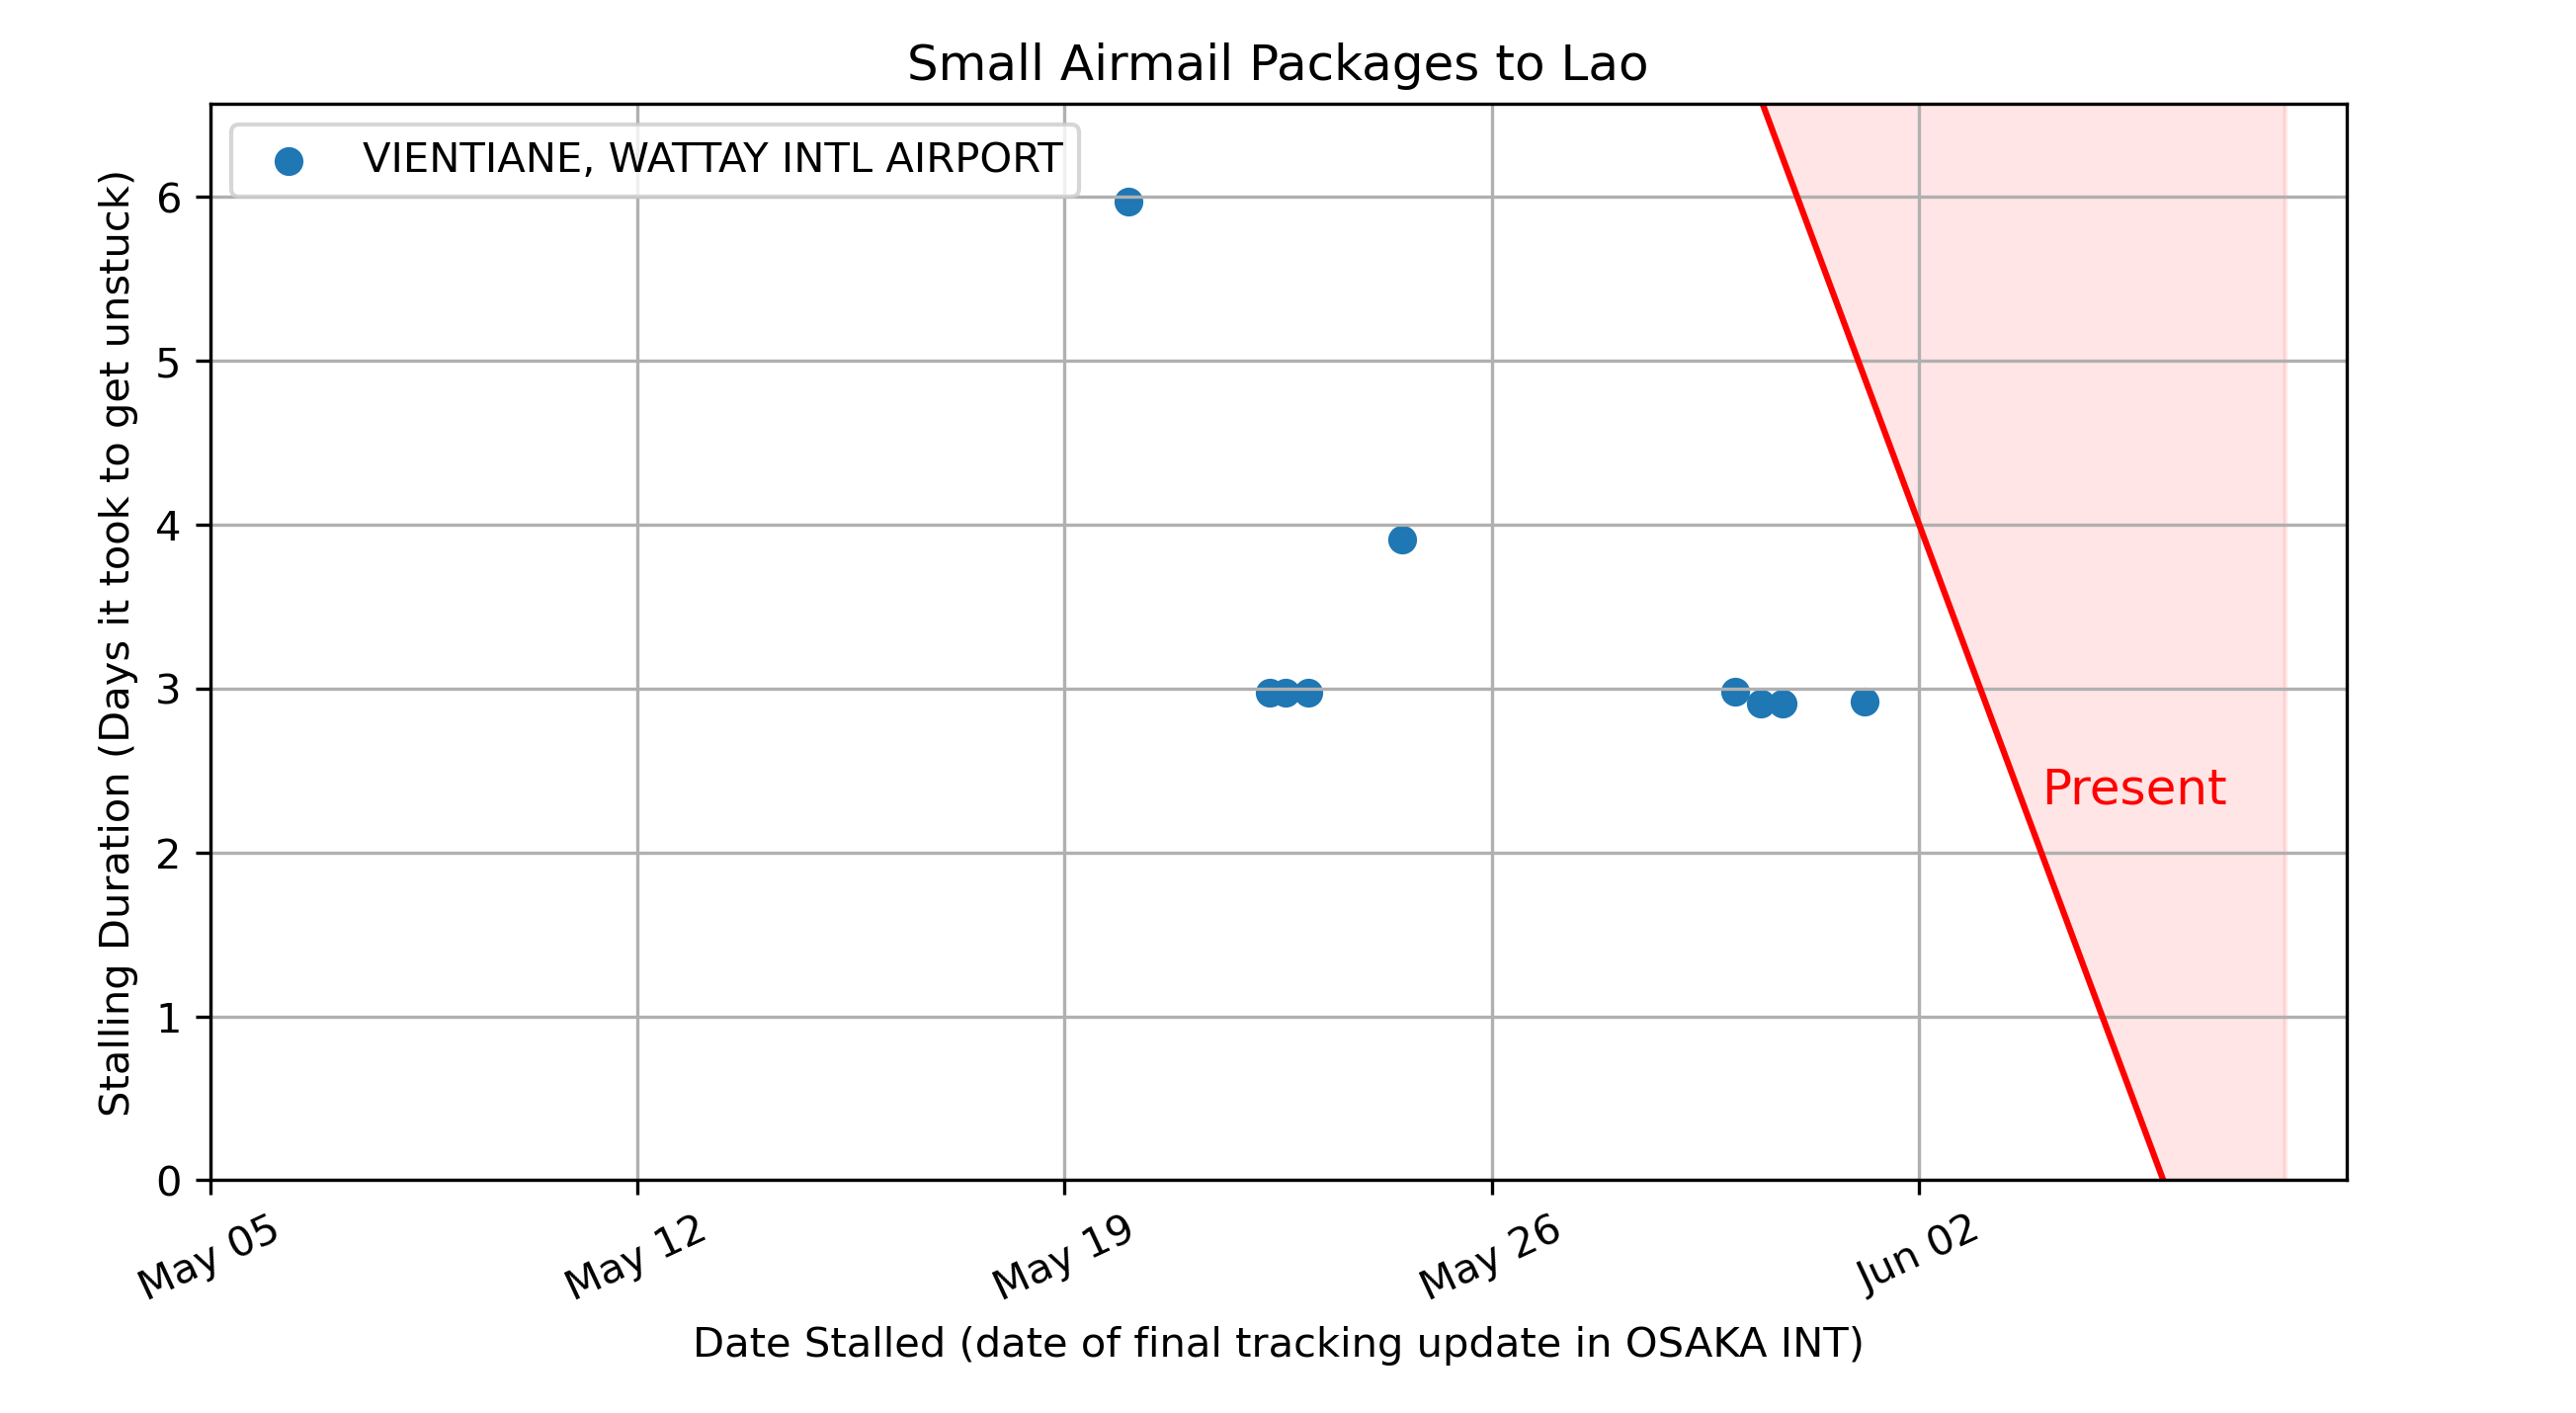 Small Airmail Packages to Lao
VIENTIANE, WATTAY INTL AIRPORT
Stalling Duration (Days it took to get unstuck)
6
5
4
3
2
1
0
Present
May 05
May 12
May 19
May 26
Jun 02
Date Stalled (date of final tracking update in OSAKA INT)